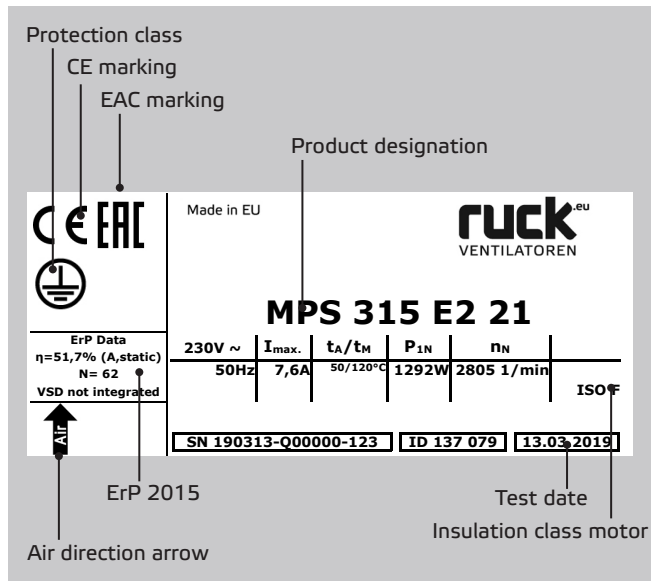 Protection class
CE marking
EAC marking
Product designation
CE EAC
Made in EU
ruck.eu
VENTILATOREN
MPS 315 E2 21
ErP Data
η=51,7% (A,static)
N= 62
VSD not integrated
230V ~ Imax. tA/tM P1N nN
50Hz 7,6A 50/120°C 1292W 2805 1/min
ISO F
Air
SN 190313-Q00000-123 ID 137 079 13.03.2019
ErP 2015
Test date
Insulation class motor
Air direction arrow